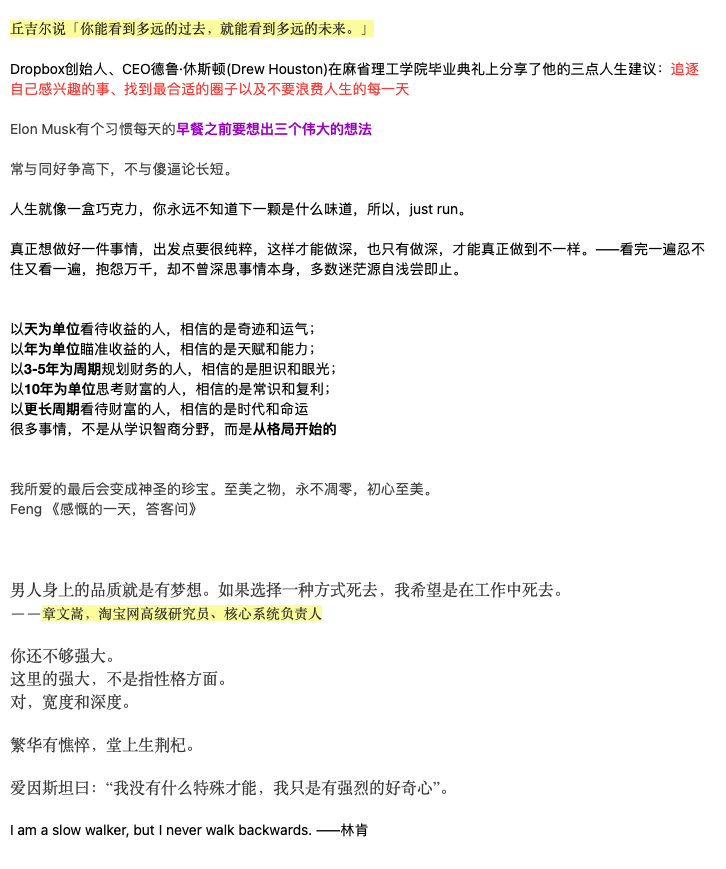 丘吉尔说「你能看到多远的过去，就能看到多远的未来。」
Dropbox创始人、CEO德鲁·休斯顿(Drew Houston)在麻省理工学院毕业典礼上分享了他的三点人生建议：追逐
自己感兴趣的事、找到最合适的圈子以及不要浪费人生的每一天
Elon Musk有个习惯每天的早餐之前要想出三个伟大的想法
常与同好争高下，不与傻逼论长短。
人生就像一盒巧克力，你永远不知道下一颗是什么味道，所以，just run。
真正想做好一件事情，出发点要很纯粹，这样才能做深，也只有做深，才能真正做到不一样。——看完一遍忍不
住又看一遍，抱怨万千，却不曾深思事情本身，多数迷茫源自浅尝即止。
以天为单位看待收益的人，相信的是奇迹和运气；
以年为单位瞄准收益的人，相信的是天赋和能力；
以3-5年为周期规划财务的人，相信的是胆识和眼光；
以10年为单位思考财富的人，相信的是常识和复利；
以更长周期看待财富的人，相信的是时代和命运
很多事情，不是从学识智商分野，而是从格局开始的
我所爱的最后会变成神圣的珍宝。至美之物，永不凋零，初心至美。
Feng 《感慨的一天，答客问》
男人身上的品质就是有梦想。如果选择一种方式死去，我希望是在工作中死去。
——章文嵩，淘宝网高级研究员、核心系统负责人
你还不够强大。
这里的强大，不是指性格方面。
对，宽度和深度。
繁华有憔悴，堂上生荆杞。
爱因斯坦曰：“我没有什么特殊才能，我只是有强烈的好奇心”。
I am a slow walker, but I never walk backwards. ——林肯